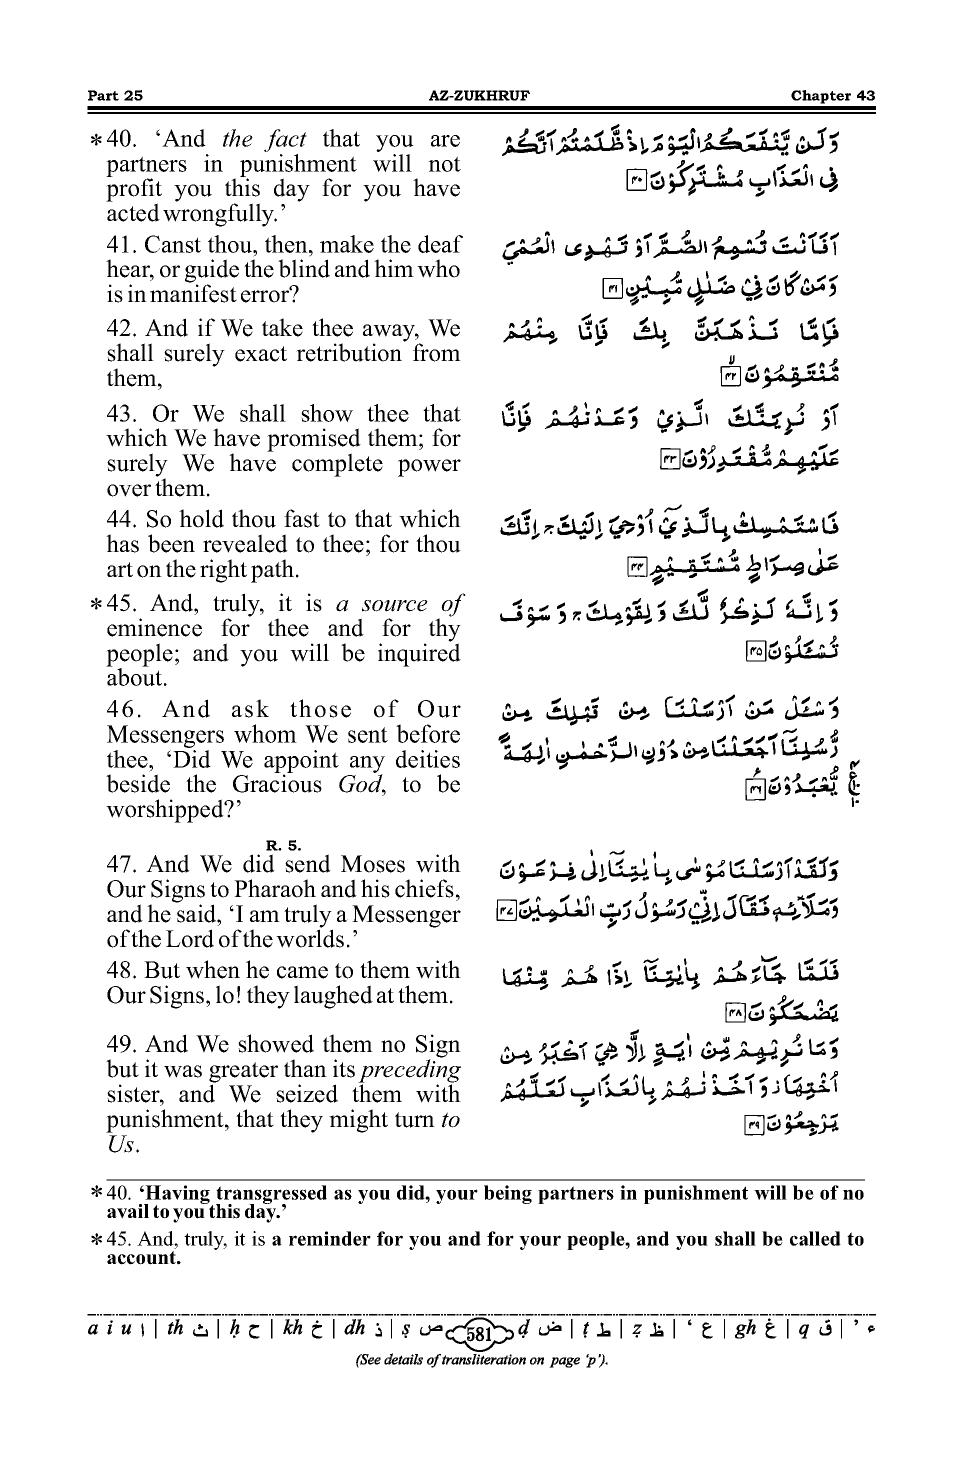 Part 25 AZ-ZUKHRUF Chapter 43
*40. ‘And the fact that you are
partners in punishment will not
profit you this day for you have
acted wrongfully.’
وَلَنْ يَّنْفَعَكُمُ الْيَوْمَ اِذْ ظَّلَمْتُمْ اَنَّكُمْ
فِى الْعَذَابِ مُشْتَرِكُوْنَ ﴿۴۰﴾
41. Canst thou, then, make the deaf
hear, or guide the blind and him who
is in manifest error?
اَفَاَنْتَ تُسْمِعُ الصُّمَّ اَوْ تَهْدِى الْعُمْىَ
وَمَنْ كَانَ فِيْ ضَلٰلٍ مُّبِيْنٍ ﴿۴۱﴾
42. And if We take thee away, We
shall surely exact retribution from
them,
فَاِمَّا نَذْهَبَنَّ بِكَ فَاِنَّا مِنْهُمْ
مُّنْتَقِمُوْنَ ۙ﴿۴۲﴾
43. Or We shall show thee that
which We have promised them; for
surely We have complete power
over them.
اَوْ نُرِيَنَّكَ الَّذِيْ وَعَدْنٰهُمْ فَاِنَّا
عَلَيْهِمْ مُّقْتَدِرُوْنَ ﴿۴۳﴾
44. So hold thou fast to that which
has been revealed to thee; for thou
art on the right path.
فَاسْتَمْسِكْ بِالَّذِيْۤ اُوْحِيَ اِلَيْكَ ۚ اِنَّكَ
عَلٰى صِرَاطٍ مُّسْتَقِيْمٍ ﴿۴۴﴾
*45. And, truly, it is a source of
eminence for thee and for thy
people; and you will be inquired
about.
وَ اِنَّهٗ لَذِكْرٌ لَّكَ وَ لِقَوْمِكَ ۚ وَ سَوْفَ
تُسْـَٔلُوْنَ ﴿۴۵﴾
46. And ask those of Our
Messengers whom We sent before
thee, ‘Did We appoint any deities
beside the Gracious God, to be
worshipped?’
وَسْـَٔلْ مَنْ اَرْسَلْنَا مِنْ قَبْلِكَ مِنْ
رُّسُلِنَاۤ اَجَعَلْنَا مِنْ دُوْنِ الرَّحْمٰنِ اٰلِهَةً
يُّعْبَدُوْنَ ﴿۴۶﴾
R. 5.
47. And We did send Moses with
Our Signs to Pharaoh and his chiefs,
and he said, ‘I am truly a Messenger
of the Lord of the worlds.’
وَلَقَدْ اَرْسَلْنَا مُوْسٰى بِاٰيٰتِنَاۤ اِلٰى فِرْعَوْنَ
وَمَلَا۠ئِهٖ فَقَالَ اِنِّيْ رَسُوْلُ رَبِّ الْعٰلَمِيْنَ ﴿۴۷﴾
48. But when he came to them with
Our Signs, lo! they laughed at them.
فَلَمَّا جَآءَهُمْ بِاٰيٰتِنَاۤ اِذَا هُمْ مِّنْهَا
يَضْحَكُوْنَ ﴿۴۸﴾
49. And We showed them no Sign
but it was greater than its preceding
sister, and We seized them with
punishment, that they might turn to
Us.
وَمَا نُرِيْهِمْ مِّنْ اٰيَةٍ اِلَّا هِيَ اَكْبَرُ مِنْ
اُخْتِهَا ۫ وَ اَخَذْنٰهُمْ بِالْعَذَابِ لَعَلَّهُمْ
يَرْجِعُوْنَ ﴿۴۹﴾
*40. ‘Having transgressed as you did, your being partners in punishment will be of no
avail to you this day.’
*45. And, truly, it is a reminder for you and for your people, and you shall be called to
account.
a i u ا | th ث | ḥ ح | kh خ | dh ذ | ṣ ص 581 ḍ ض | ṭ ط | ẓ ظ | ‘ ع | gh غ | q ق | ’ ء
(See details of transliteration on page ‘p’).